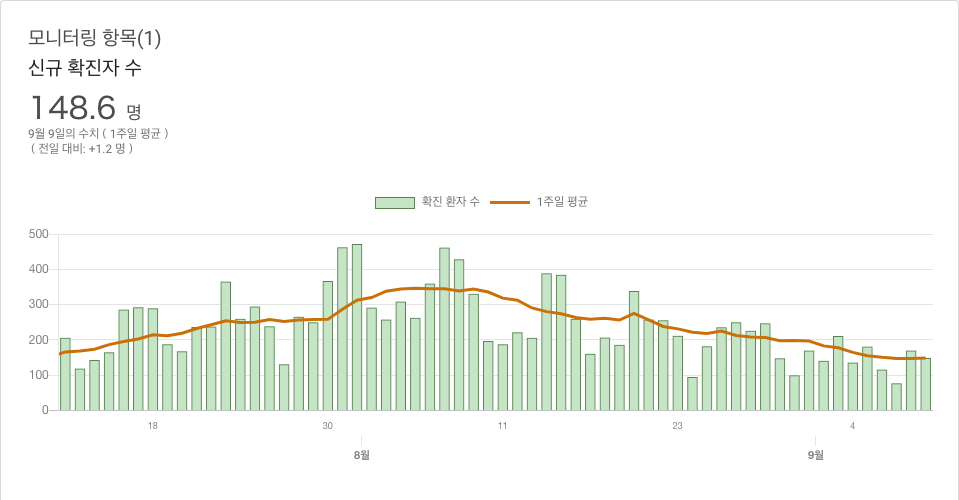 모니터링 항목(1)
신규 확진자 수
148.6 명
9월 9일의 수치 ( 1주일 평균 )
( 전일 대비: +1.2 명 )
확진 환자 수 1주일 평균
500
400
300
200
100
0
18 30 11 23 4
8월 9월